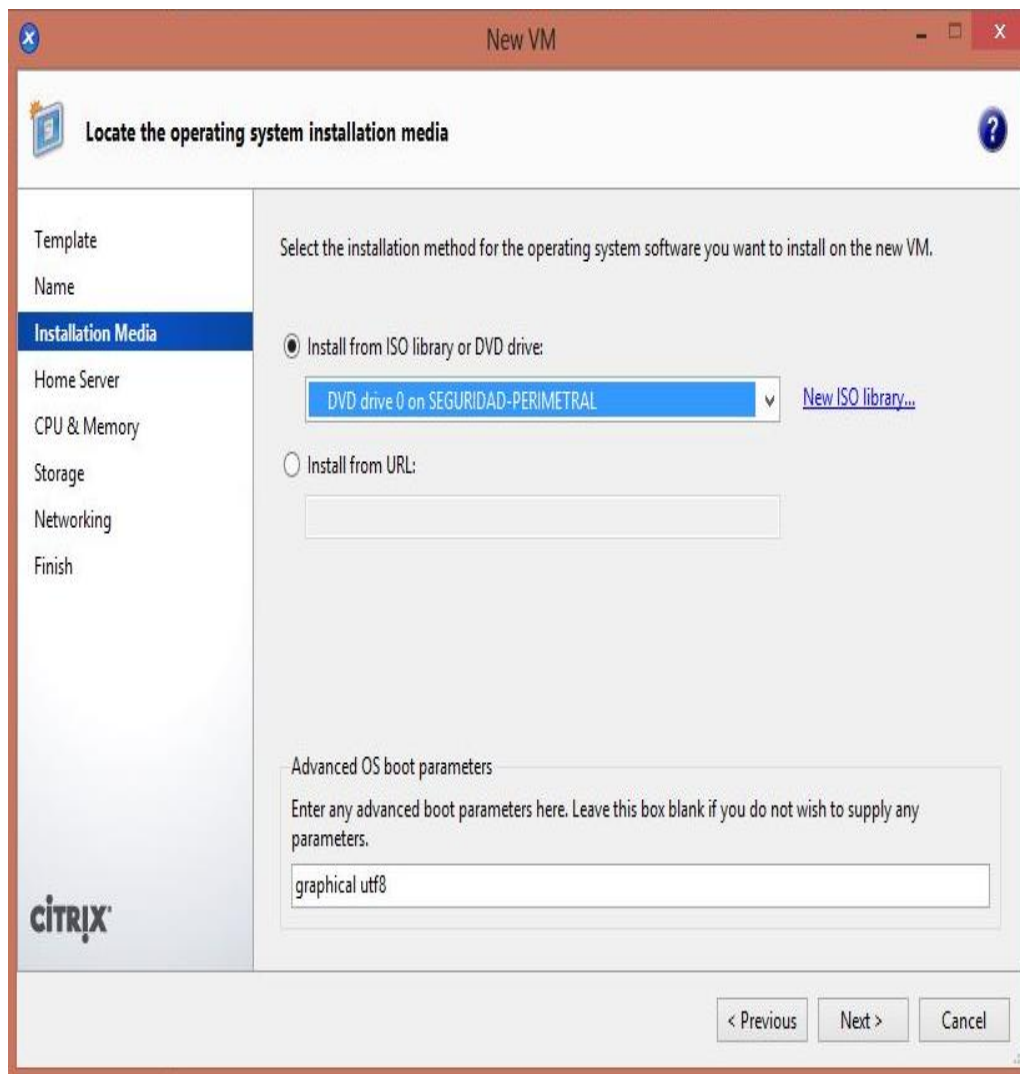 New VM
Locate the operating system installation media
Template
Name
Installation Media
Home Server
CPU & Memory
Storage
Networking
Finish
CITRIX
Select the installation method for the operating system software you want to install on the new VM.
Install from ISO library or DVD drive:
DVD drive 0 on SEGURIDAD-PERIMETRAL
New ISO library...
Install from URL:
Advanced OS boot parameters
Enter any advanced boot parameters here. Leave this box blank if you do not wish to supply any
parameters.
graphical utf8
< Previous
Next >
Cancel